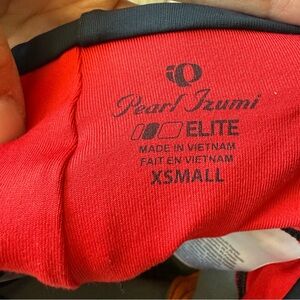 Pearl Izumi
ELITE
MADE IN VIETNAM
FAIT EN VIETNAM
XSMALL